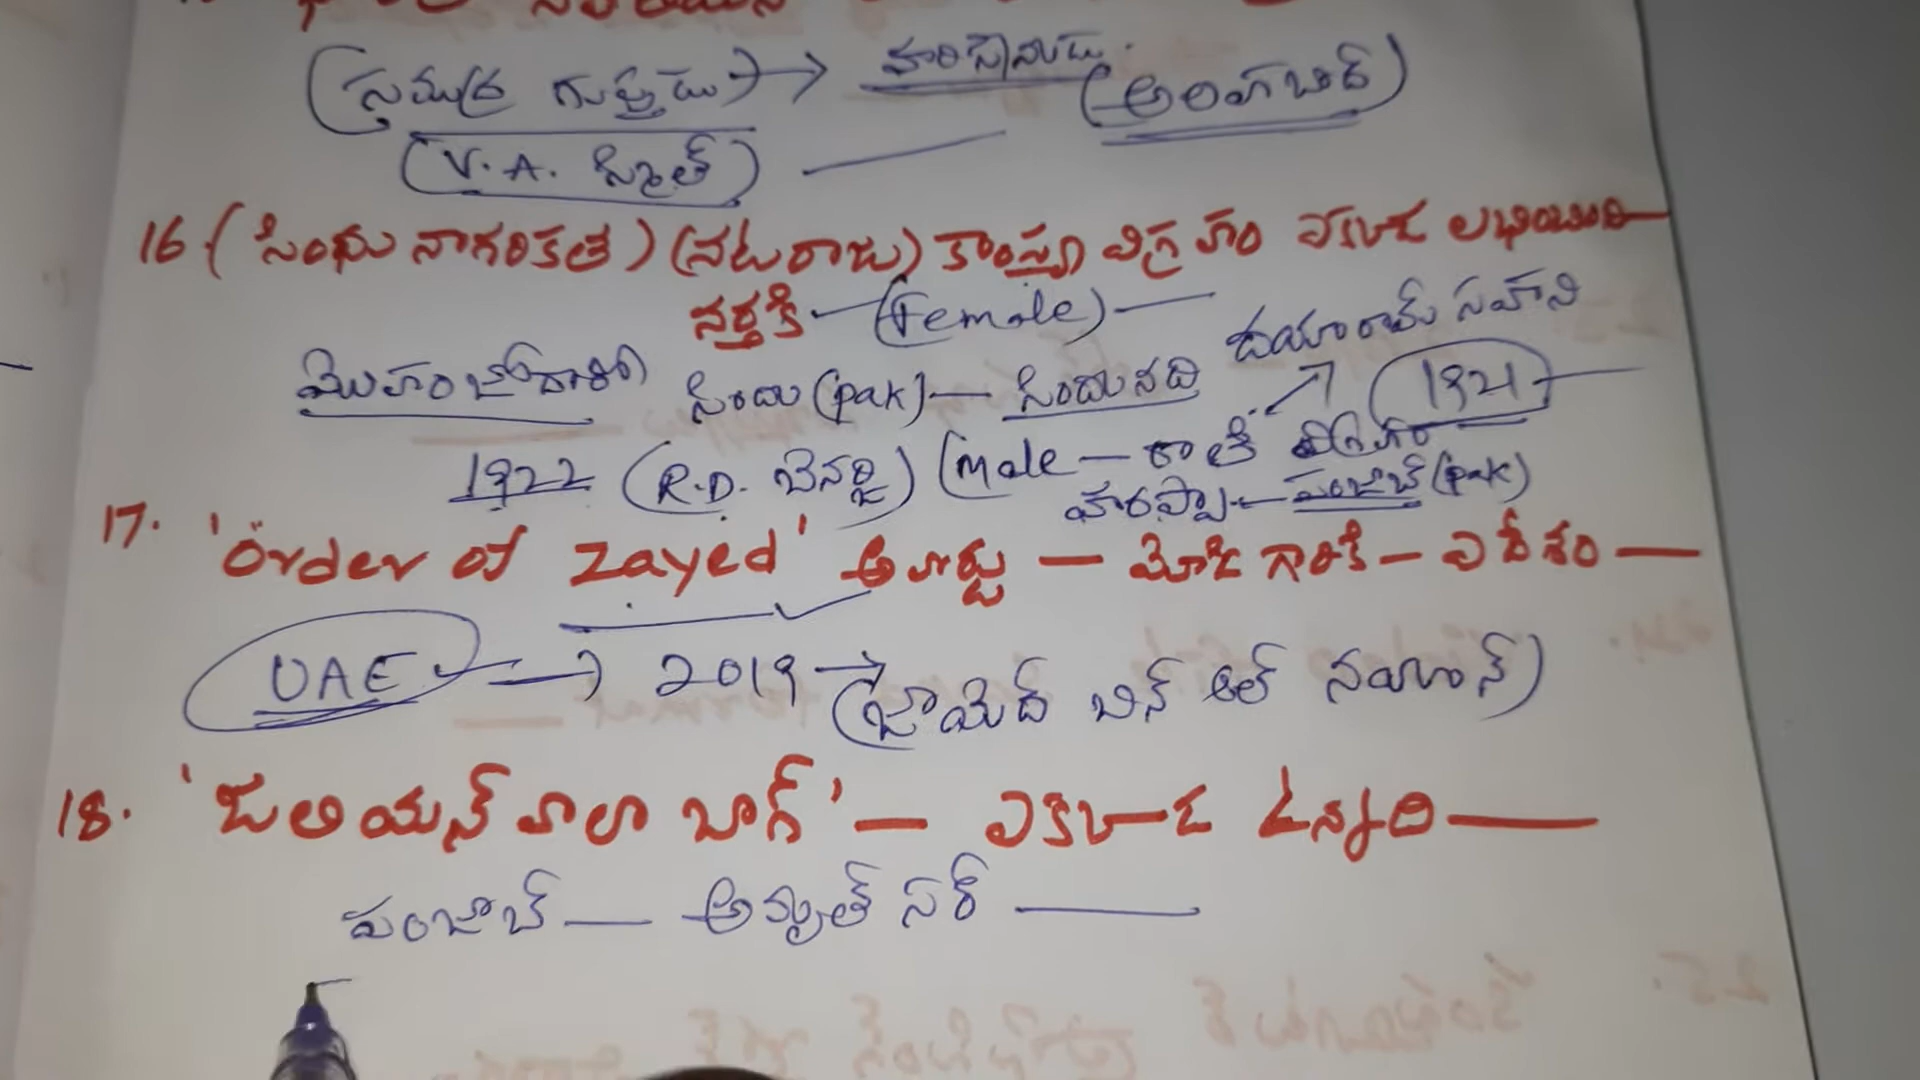 (సముద్ర గుప్తుడు) → హరిసేనుడు. (అలహాబాద్)
(V.A. స్మిత్) —
16. (సింధు నాగరికత) (నటరాజు) కాంస్య విగ్రహం ఎక్కడ లభించింది —
నర్తకి — (Female) —
మొహంజోదారో సిందు (pak) — సిందునది దయారామ్ సహాని
1922 (R.D. బెనర్జి) (male — రాతి విగ్రహం 1921 —
హరప్పా — పంజాబ్ (pak)
17. 'Order of Zayed' అవార్డు — మోడి గారికి — ఏ దేశం —
UAE → 2019 → (జాయెద్ బిన్ అల్ నయాన్)
18. 'జలియన్ వాలా బాగ్' — ఎక్కడ ఉన్నది —
పంజాబ్ — అమృత్ సర్ —